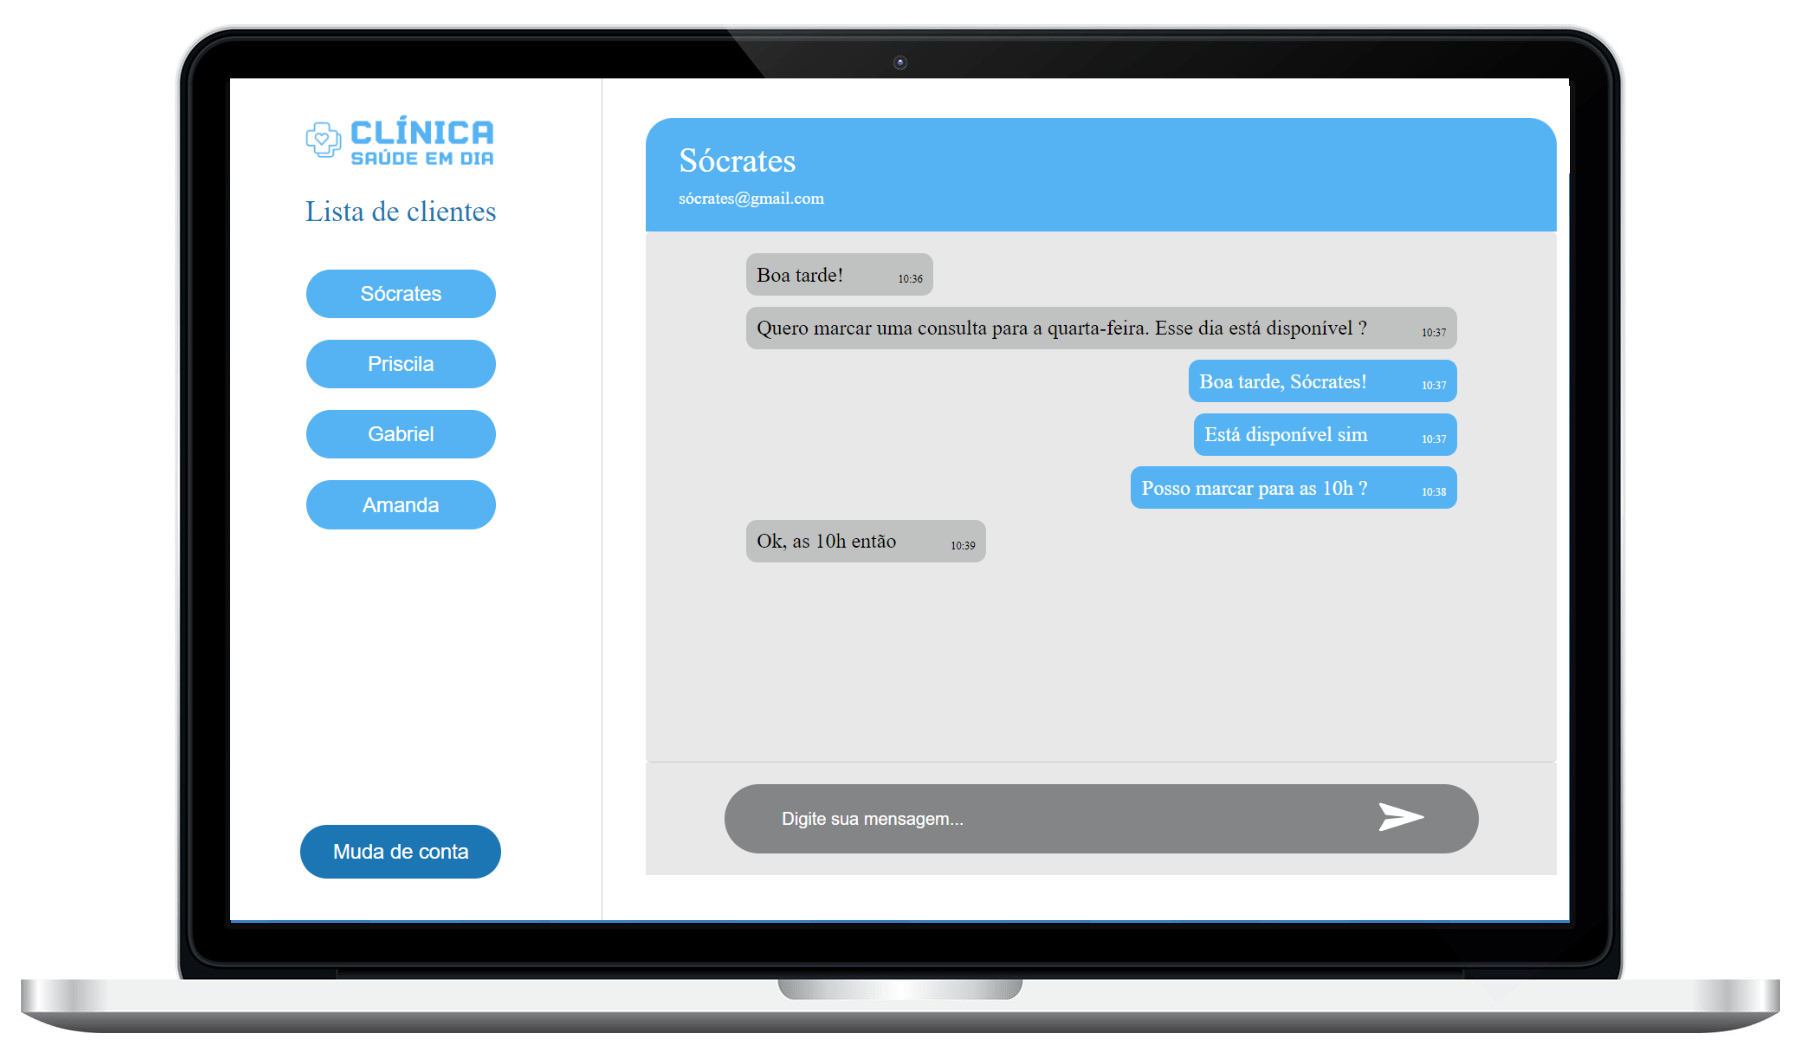 CLÍNICA
SAÚDE EM DIA
Lista de clientes
Sócrates
Priscila
Gabriel
Amanda
Muda de conta
Sócrates
sócrates@gmail.com
Boa tarde! 10:36
Quero marcar uma consulta para a quarta-feira. Esse dia está disponível ? 10:37
Boa tarde, Sócrates! 10:37
Está disponível sim 10:37
Posso marcar para as 10h ? 10:38
Ok, as 10h então 10:39
Digite sua mensagem...